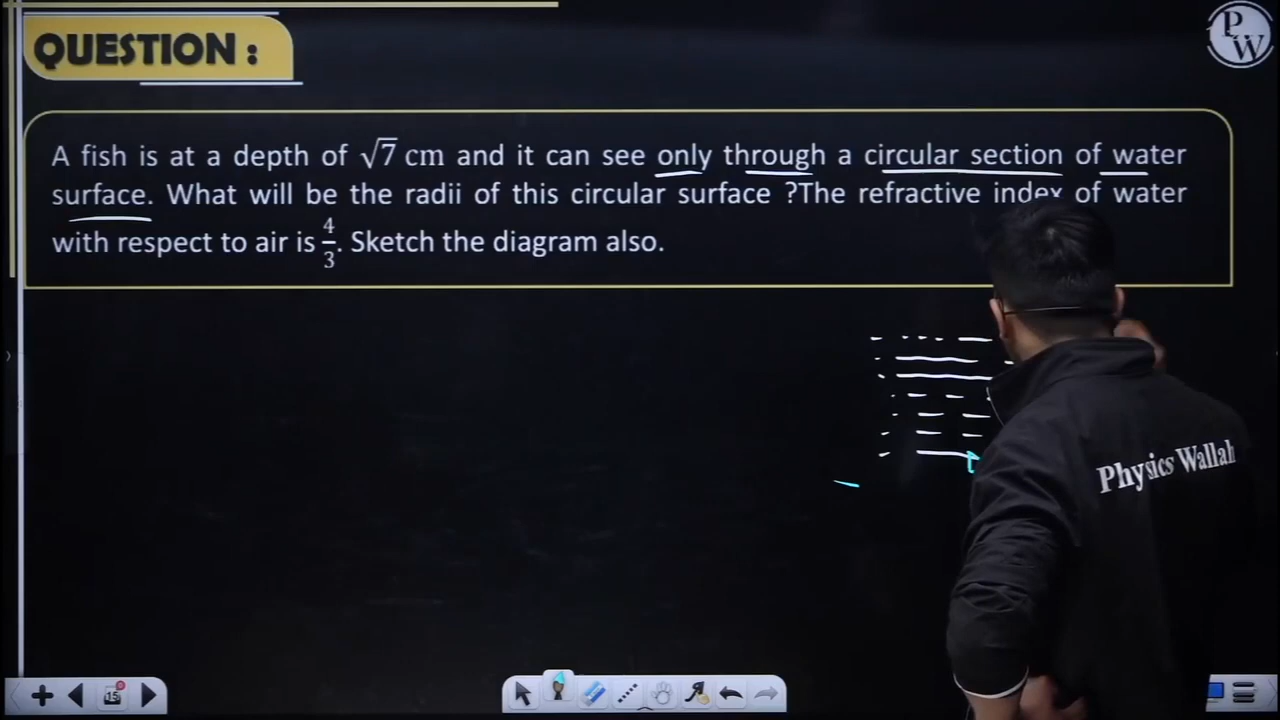 QUESTION :
P
W
A fish is at a depth of √7 cm and it can see only through a circular section of water
surface. What will be the radii of this circular surface ?The refractive index of water
with respect to air is 4/3. Sketch the diagram also.
Physics Wallah
15